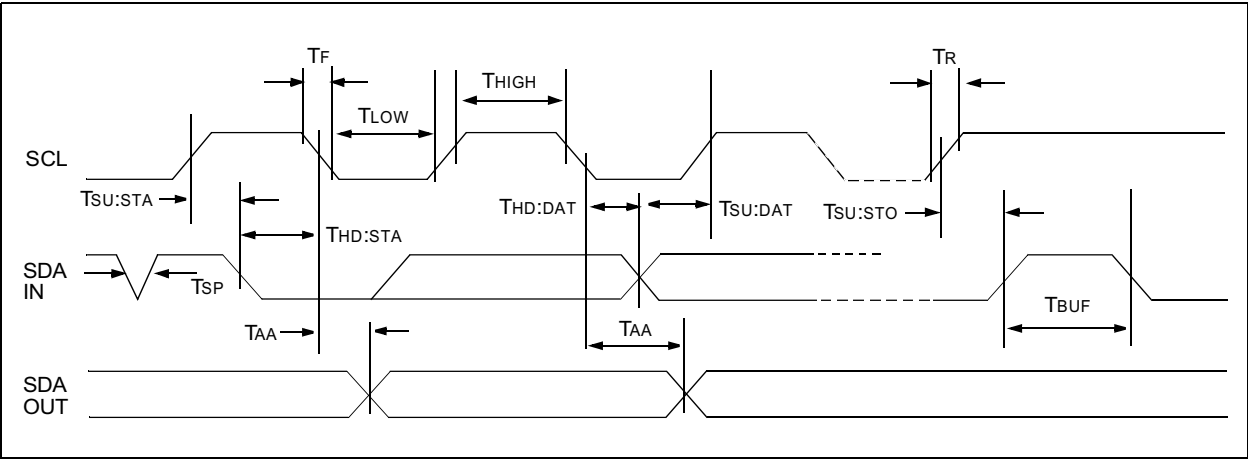 TF
TR
THIGH
TLOW
SCL
TSU:STA
THD:DAT
TSU:DAT
TSU:STO
THD:STA
SDA
IN
TSP
TBUF
TAA
TAA
SDA
OUT